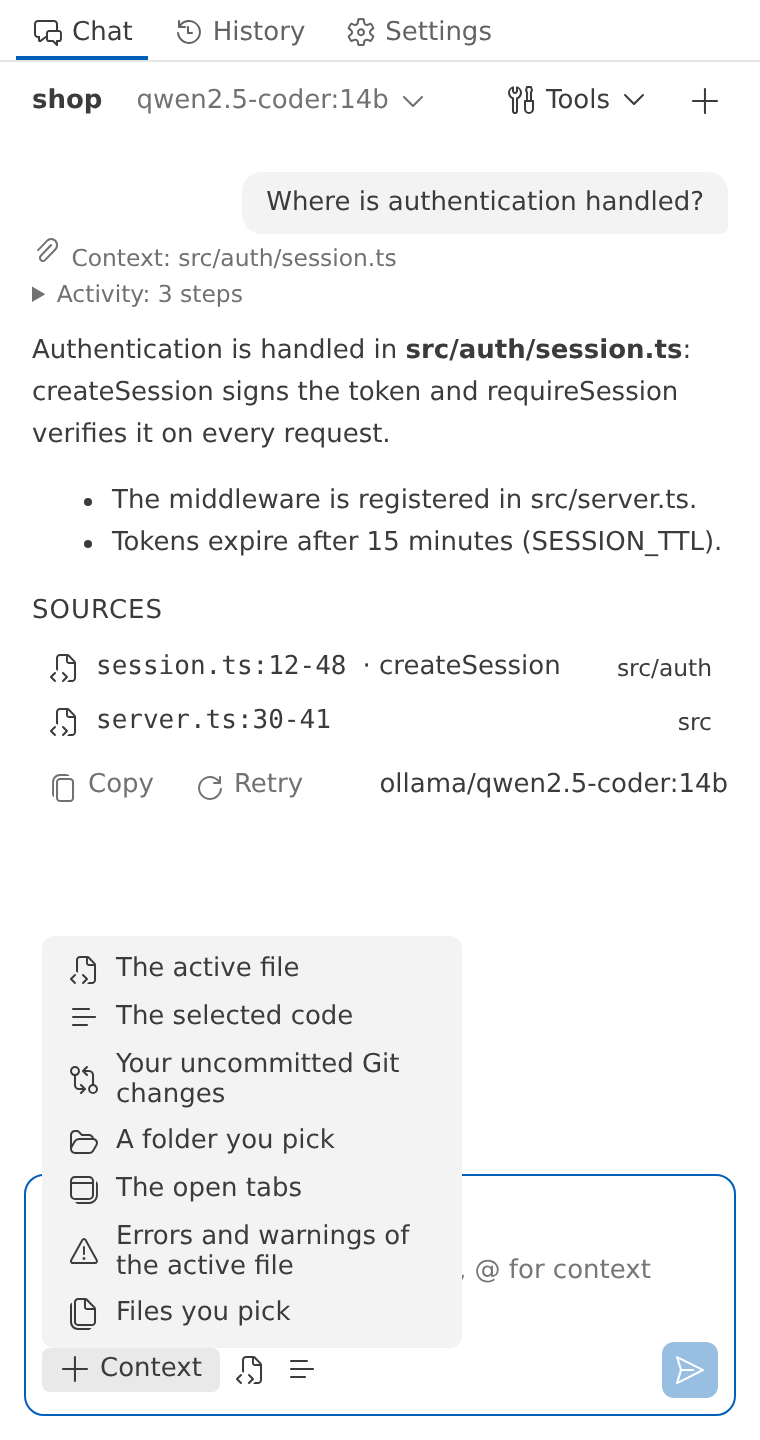 Chat History Settings
shop qwen2.5-coder:14b Tools
Where is authentication handled?
Context: src/auth/session.ts
Activity: 3 steps
Authentication is handled in src/auth/session.ts:
createSession signs the token and requireSession
verifies it on every request.
• The middleware is registered in src/server.ts.
• Tokens expire after 15 minutes (SESSION_TTL).
SOURCES
session.ts:12-48 · createSession src/auth
server.ts:30-41 src
Copy Retry ollama/qwen2.5-coder:14b
The active file
The selected code
Your uncommitted Git
changes
A folder you pick
The open tabs
Errors and warnings of
the active file
, @ for context
Files you pick
Context